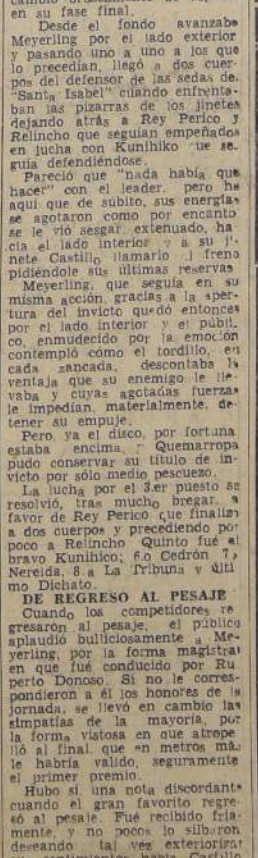 en su fase final.
Desde el fondo avanzaba
Meyerling por el lado exterior
y pasando uno a uno a los que
lo precedían, llegó a dos cuer-
pos del defensor de las sedas de
"Santa Isabel" cuando enfrenta-
ban las pizarras de los jinetes
dejando atrás a Rey Perico y
Relincho que seguían empeñados
en lucha con Kunihiko que se-
guía defendiéndose.
Pareció que "nada había que
hacer" con el leader, pero he
aquí que de súbito, sus energías
se agotaron como por encanto
se le vió sesgar, extenuado, ha-
cia el lado interior y a su ji-
nete Castillo llamarlo freno
pidiéndole sus últimas reservas
Meyerling, que seguía en su
misma acción, gracias a la aper-
tura del invicto quedó entonces
por el lado interior y el públi-
co, enmudecido por la emoción
contempló cómo el tordillo, en
cada zancada, descontaba la
ventaja que su enemigo le lle-
vaba y cuyas agotadas fuerzas
le impedían, materialmente, de-
tener su empuje.
Pero ya el disco, por fortuna
estaba encima, Quemarropa
pudo conservar su título de in-
victo por sólo medio pescuezo.
La lucha por el 3.er puesto se
resolvió, tras mucho bregar, a
favor de Rey Perico que finalizó
a dos cuerpos y precediendo por
poco a Relincho Quinto fué el
bravo Kunihico; 6.o Cedrón 7.
Nereida, 8.a La Tribuna y últi
mo Dichato.
DE REGRESO AL PESAJE
Cuando los competidores re
gresaron al pesaje, el público
aplaudió bulliciosamente a Me-
yerling, por la forma magistral
en que fué conducido por Ru
perto Donoso. Si no le corres-
pondieron a él los honores de la
jornada, se llevó en cambio las
simpatías de la mayoría, por
la forma vistosa en que atrope
lló al final, que en metros más
le habría valido, seguramente
el primer premio.
Hubo sí, una nota discordante
cuando el gran favorito regre-
só al pesaje. Fué recibido fría-
mente, y no pocos lo silbaron
deseando tal vez exteriorizar